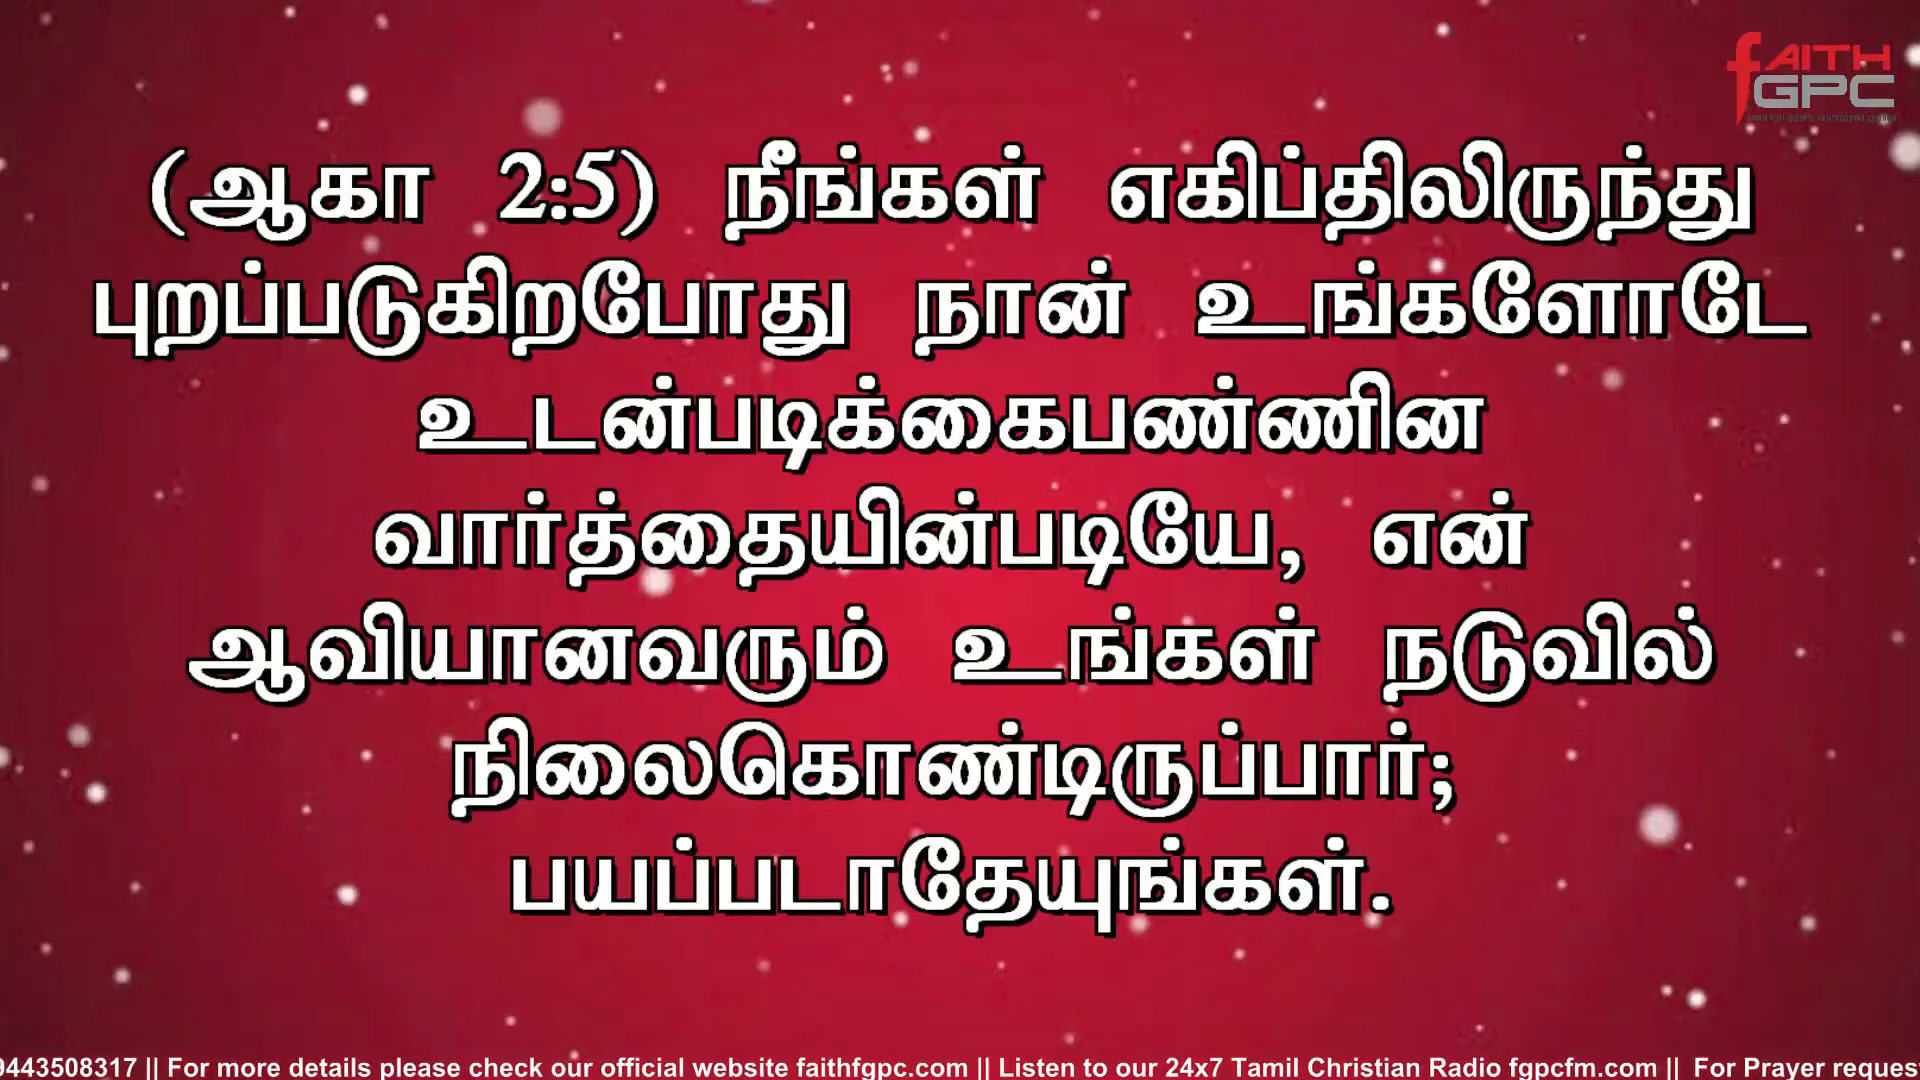 fAITH
GPC
(ஆகா 2:5) நீங்கள் எகிப்திலிருந்து
புறப்படுகிறபோது நான் உங்களோடே
உடன்படிக்கைபண்ணின
வார்த்தையின்படியே, என்
ஆவியானவரும் உங்கள் நடுவில்
நிலைகொண்டிருப்பார்;
பயப்படாதேயுங்கள்.
9443508317 || For more details please check our official website faithfgpc.com || Listen to our 24x7 Tamil Christian Radio fgpcfm.com || For Prayer reques